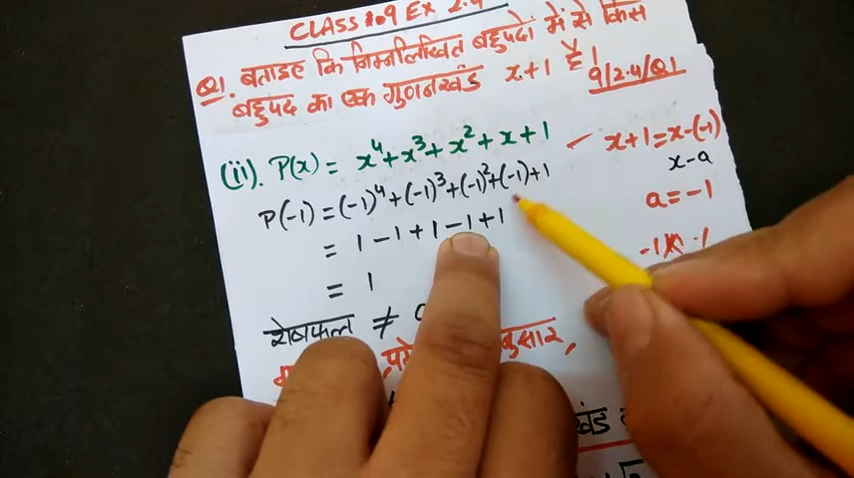 CLASS 9 EX 2.4
Q1. बताइए कि निम्नलिखित बहुपदों में से किस
बहुपद का एक गुणनखंड x+1 है। 9/2.4/Q1
(ii). P(x) = x⁴+x³+x²+x+1 x+1=x-(-1)
x-a
P(-1) = (-1)⁴+(-1)³+(-1)²+(-1)+1 a=-1
= 1-1+1-1+1
= 1
शेषफल ≠